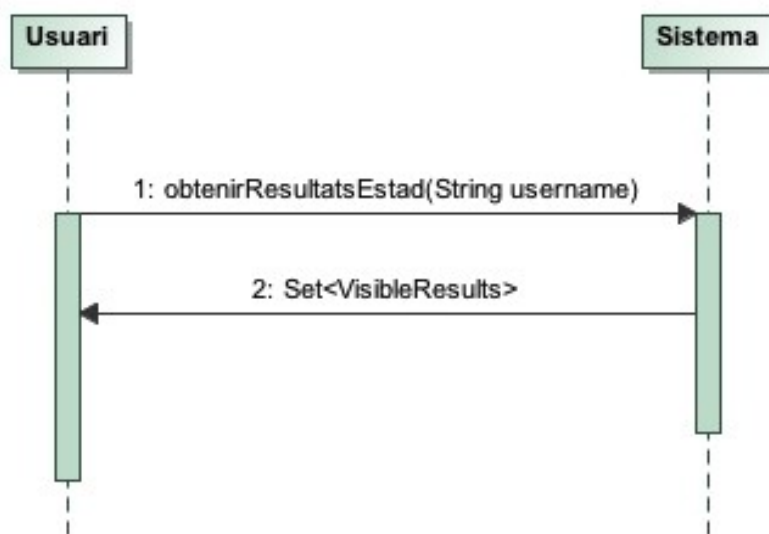 Usuari
Sistema
1: obtenirResultatsEstad(String username)
2: Set<VisibleResults>